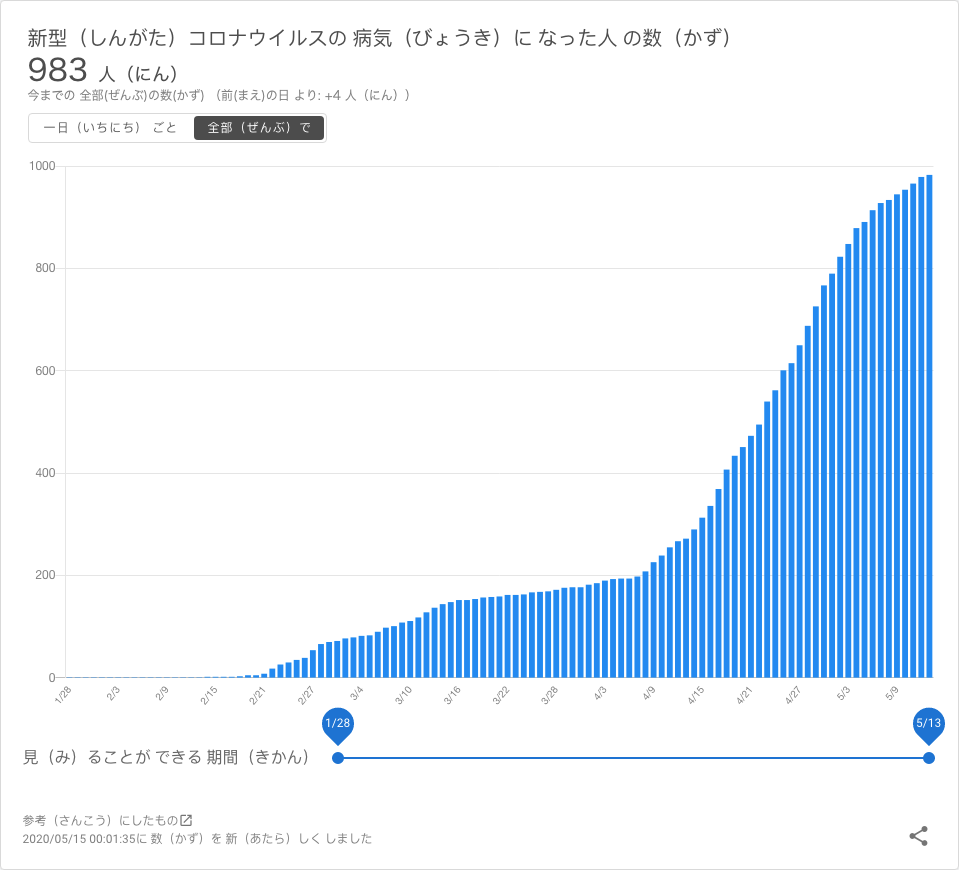 新型（しんがた）コロナウイルスの 病気（びょうき）に なった人 の数（かず）
983 人（にん）
今までの 全部(ぜんぶ)の数(かず) （前(まえ)の日 より: +4 人（にん））
一日（いちにち） ごと 全部（ぜんぶ）で
1000
800
600
400
200
0
1/28 2/3 2/9 2/15 2/21 2/27 3/4 3/10 3/16 3/22 3/28 4/3 4/9 4/15 4/21 4/27 5/3 5/9
1/28 5/13
見（み）ることが できる 期間（きかん）
参考（さんこう）にしたもの
2020/05/15 00:01:35に 数（かず）を 新（あたら）しく しました